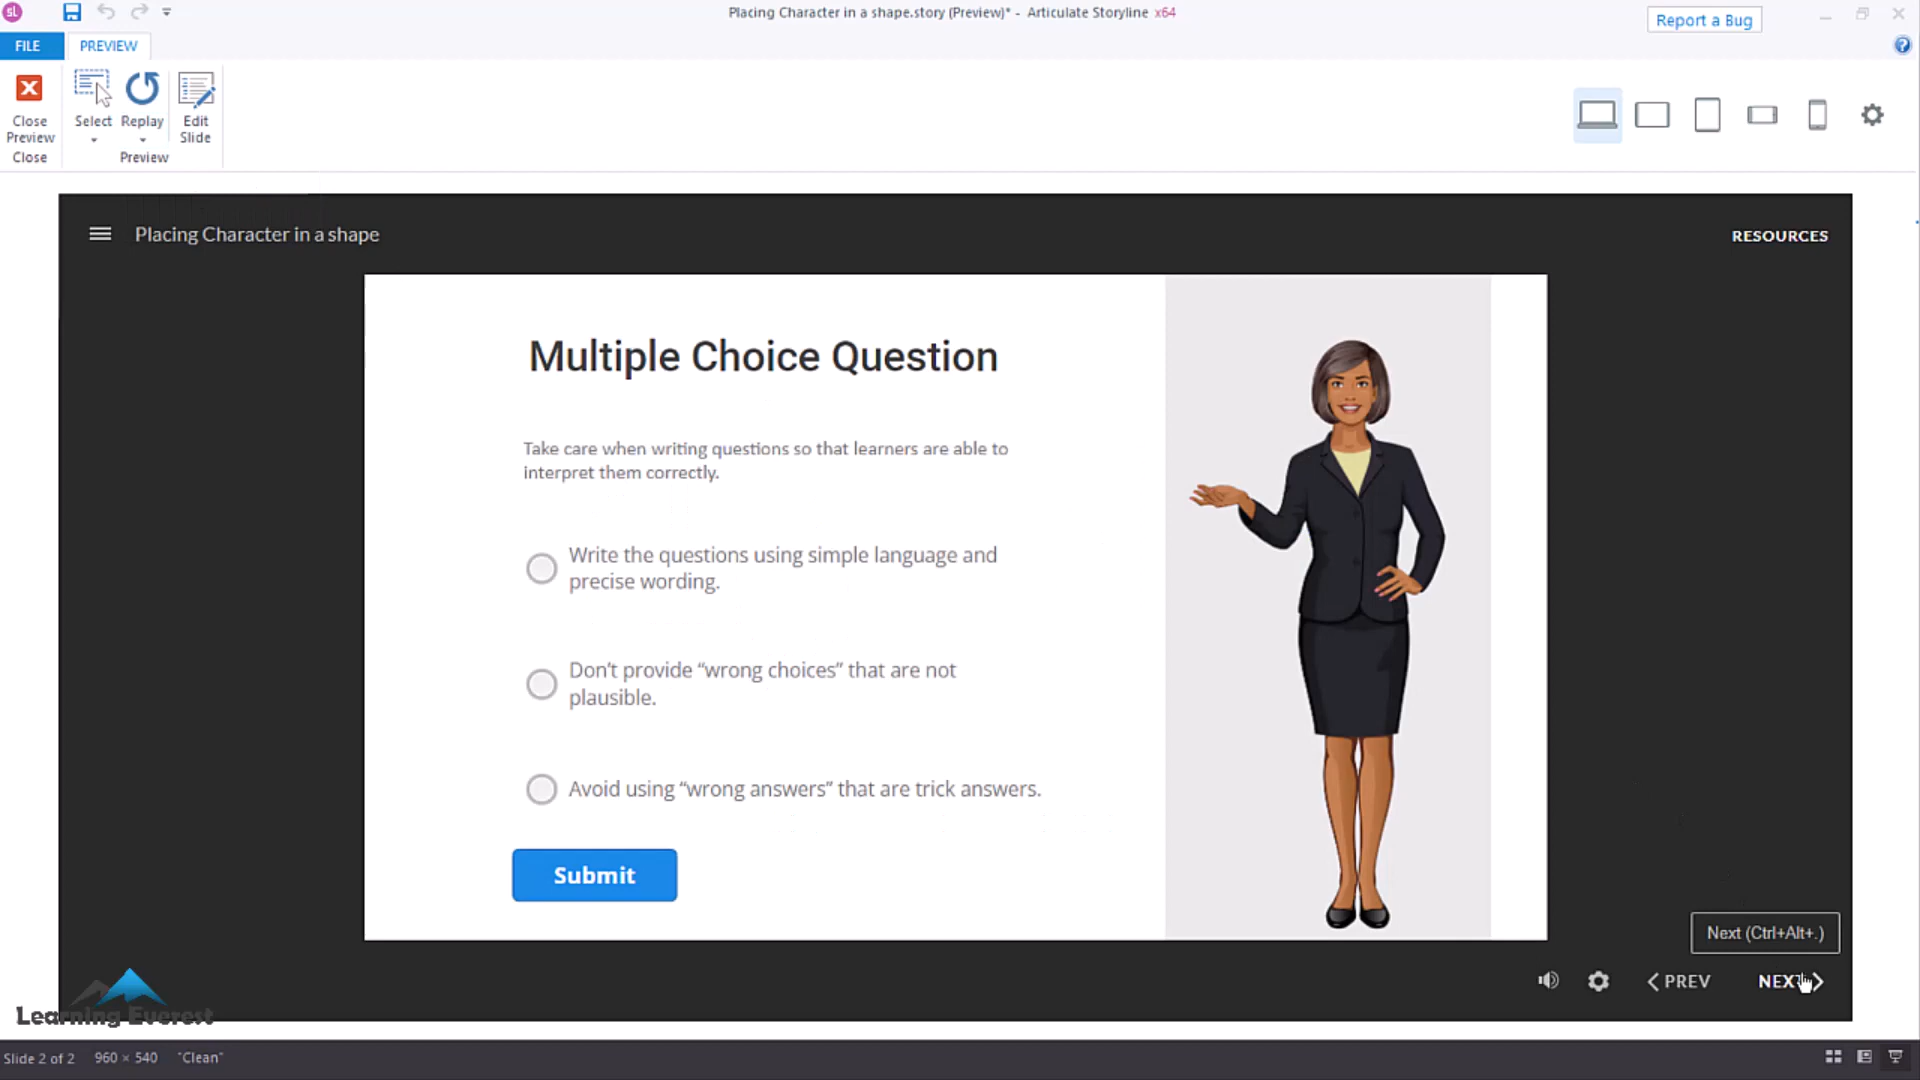 Placing Character in a shape.story (Preview)* - Articulate Storyline x64
Report a Bug
sl
FILE
PREVIEW
?
Close Preview
Select
Replay
Edit Slide
Close
Preview
Placing Character in a shape
RESOURCES
Multiple Choice Question
Take care when writing questions so that learners are able to
interpret them correctly.
Write the questions using simple language and
precise wording.
Don’t provide “wrong choices” that are not
plausible.
Avoid using “wrong answers” that are trick answers.
Submit
Next (Ctrl+Alt+.)
PREV
NEXT
Learning Everest
Slide 2 of 2
960 × 540
"Clean"